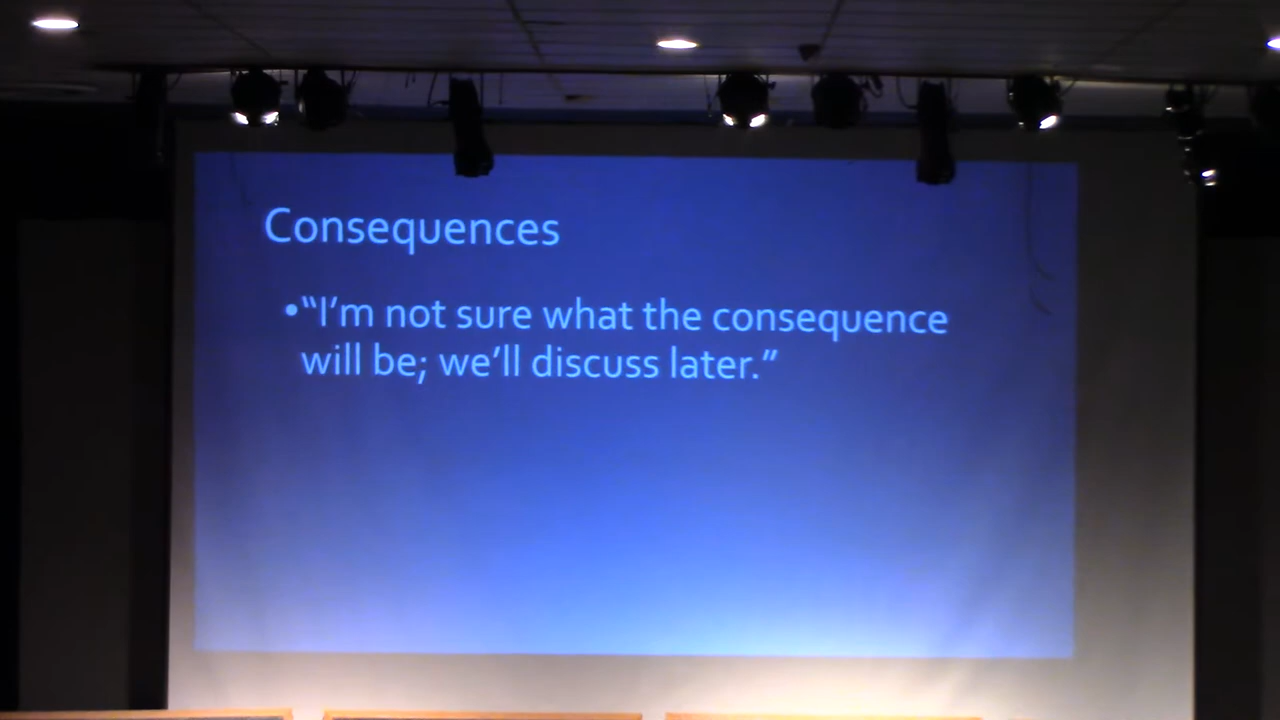 Consequences
•“I’m not sure what the consequence
will be; we’ll discuss later.”